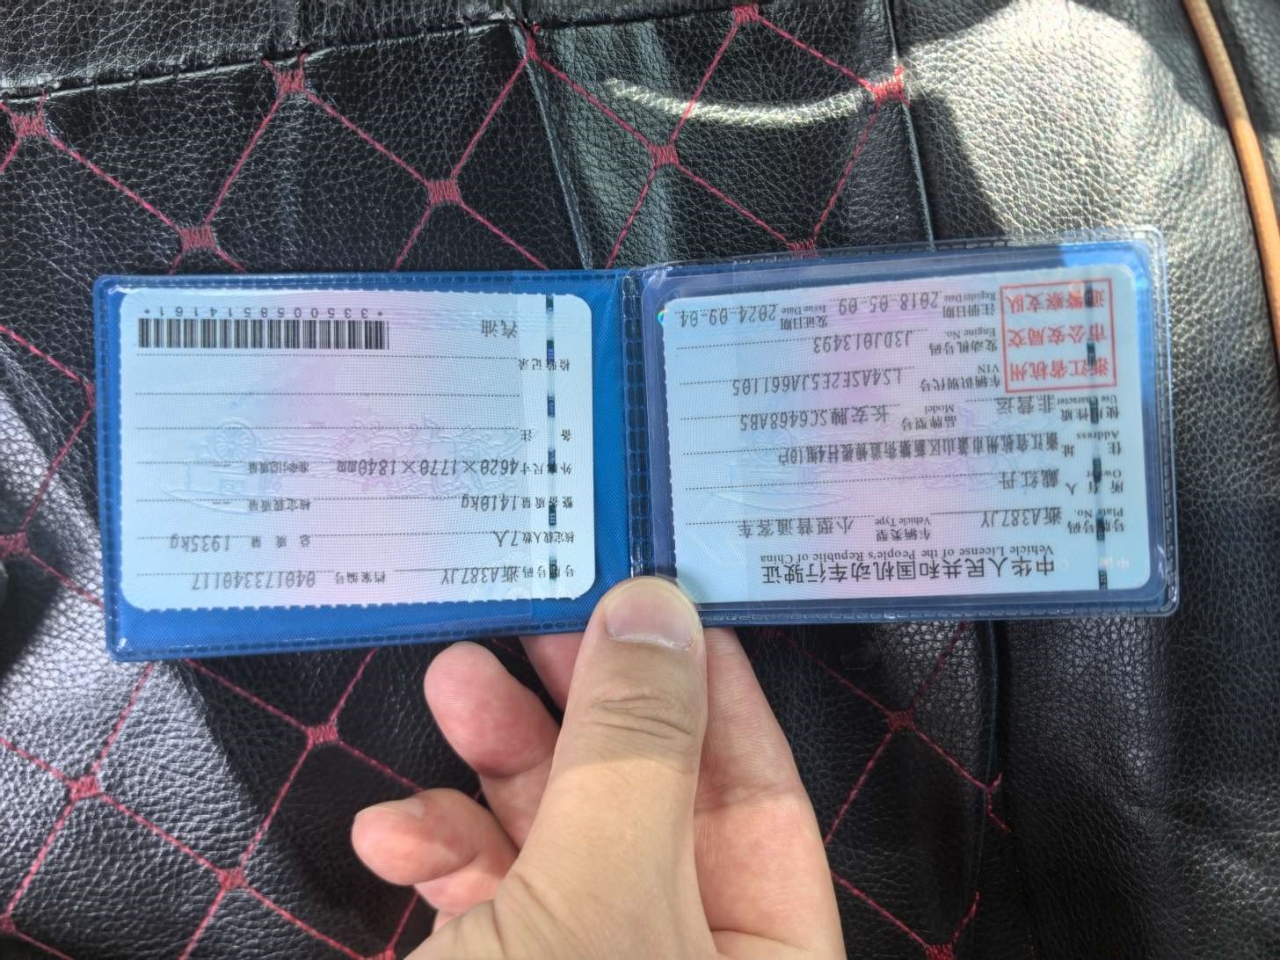 中华人民共和国机动车行驶证
Vehicle License of the People's Republic of China
号牌号码 浙A387JY 车辆类型 小型普通客车
Plate No. Vehicle Type
所有人 戴红丹
Owner
住址 浙江省杭州市萧山区新塘街道 4组10户
Address
使用性质 非营运 品牌型号 长安牌SC6468AB5
Use Character Model
浙江省杭州
市公安局交
通警察支队
车辆识别代号 LS4ASE2E5JA661105
VIN
发动机号码 J3DJ013493
Engine No.
注册日期 2018-05-09 发证日期 2024-09-04
Register Date Issue Date
号牌号码 浙A387JY 档案编号 040173340117
核定载人数 7人 总质量 1935kg
整备质量 1410kg 核定载质量 --
外廓尺寸 4620×1770×1840mm 准牵引总质量 --
备注
检验记录
汽油 *3350058514161*